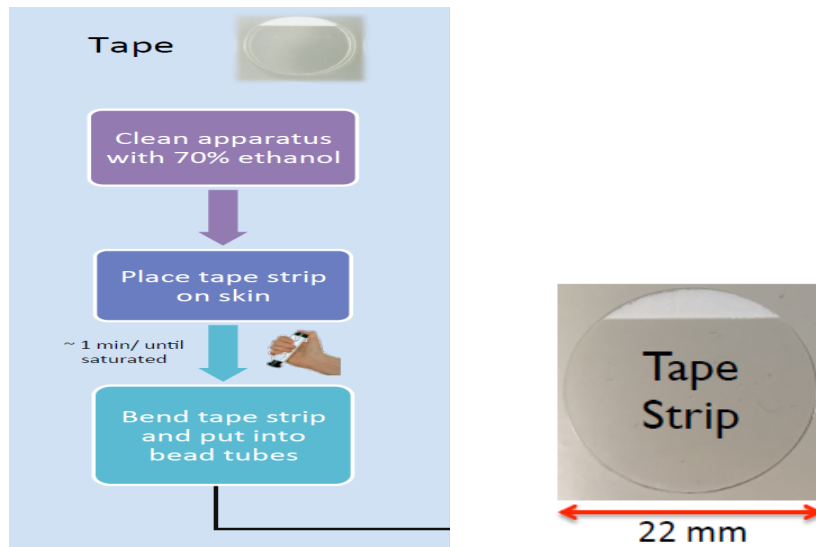 Tape
Clean apparatus
with 70% ethanol
Place tape strip
on skin
~ 1 min/ until
saturated
Bend tape strip
and put into
bead tubes
Tape
Strip
22 mm